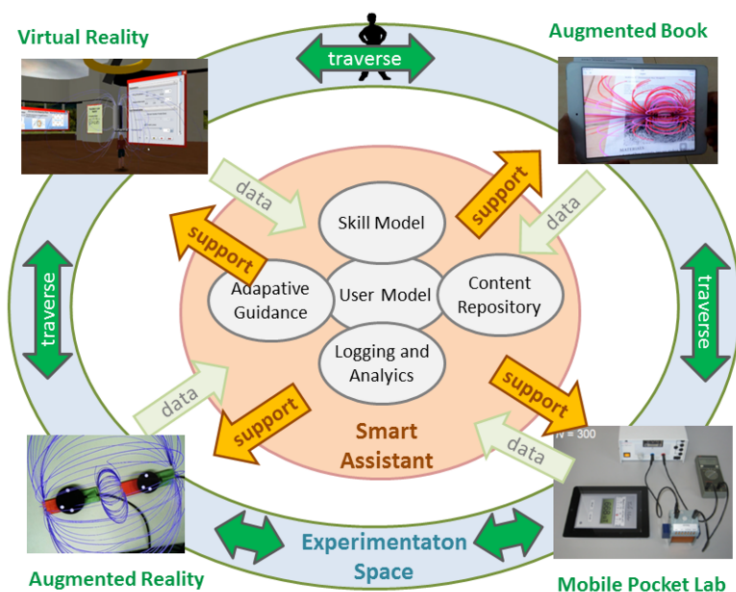 Virtual Reality
traverse
Augmented Book
data
support
data
support
Skill Model
Adapative
Guidance
User Model
Content
Repository
Logging and
Analyics
traverse
traverse
data
support
support
data
Smart
Assistant
N = 300
Experimentaton
Space
Augmented Reality
Mobile Pocket Lab